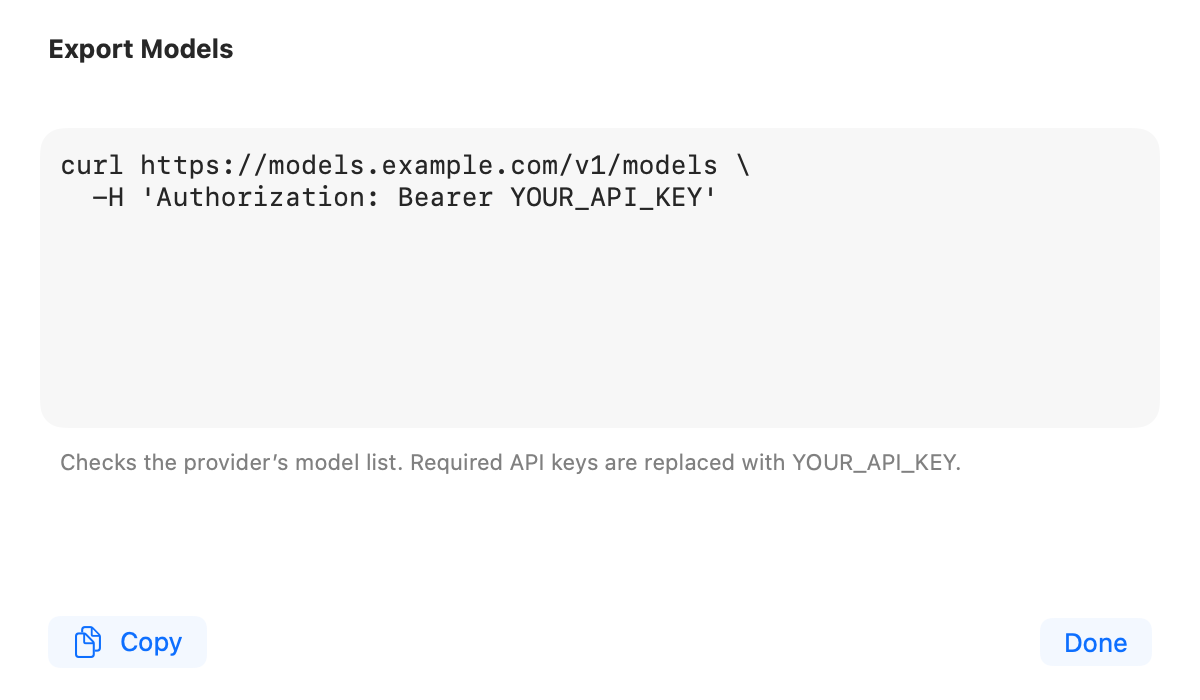 Export Models
curl https://models.example.com/v1/models \
  -H 'Authorization: Bearer YOUR_API_KEY'
Checks the provider’s model list. Required API keys are replaced with YOUR_API_KEY.
Copy
Done